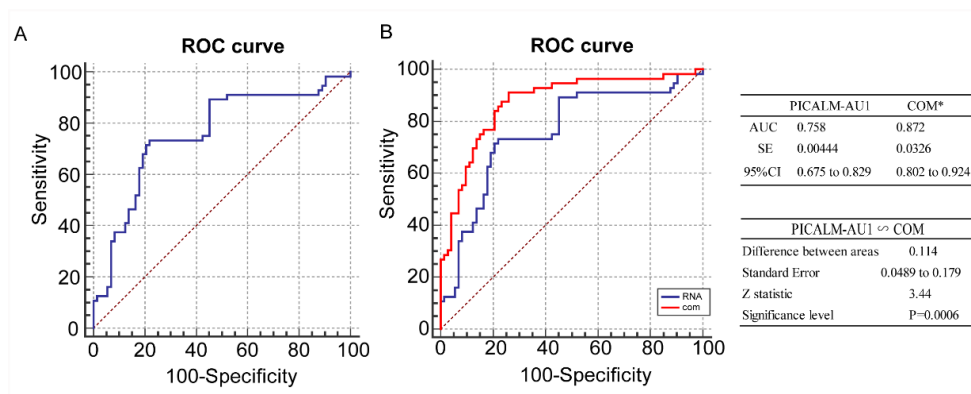 A
ROC curve
100
80
60
40
20
0
Sensitivity
0 20 40 60 80 100
100-Specificity
B
ROC curve
100
80
60
40
20
0
Sensitivity
RNA
com
0 20 40 60 80 100
100-Specificity
PICALM-AU1 COM*
AUC 0.758 0.872
SE 0.00444 0.0326
95%CI 0.675 to 0.829 0.802 to 0.924
PICALM-AU1 ∽ COM
Difference between areas 0.114
Standard Error 0.0489 to 0.179
Z statistic 3.44
Significance level P=0.0006